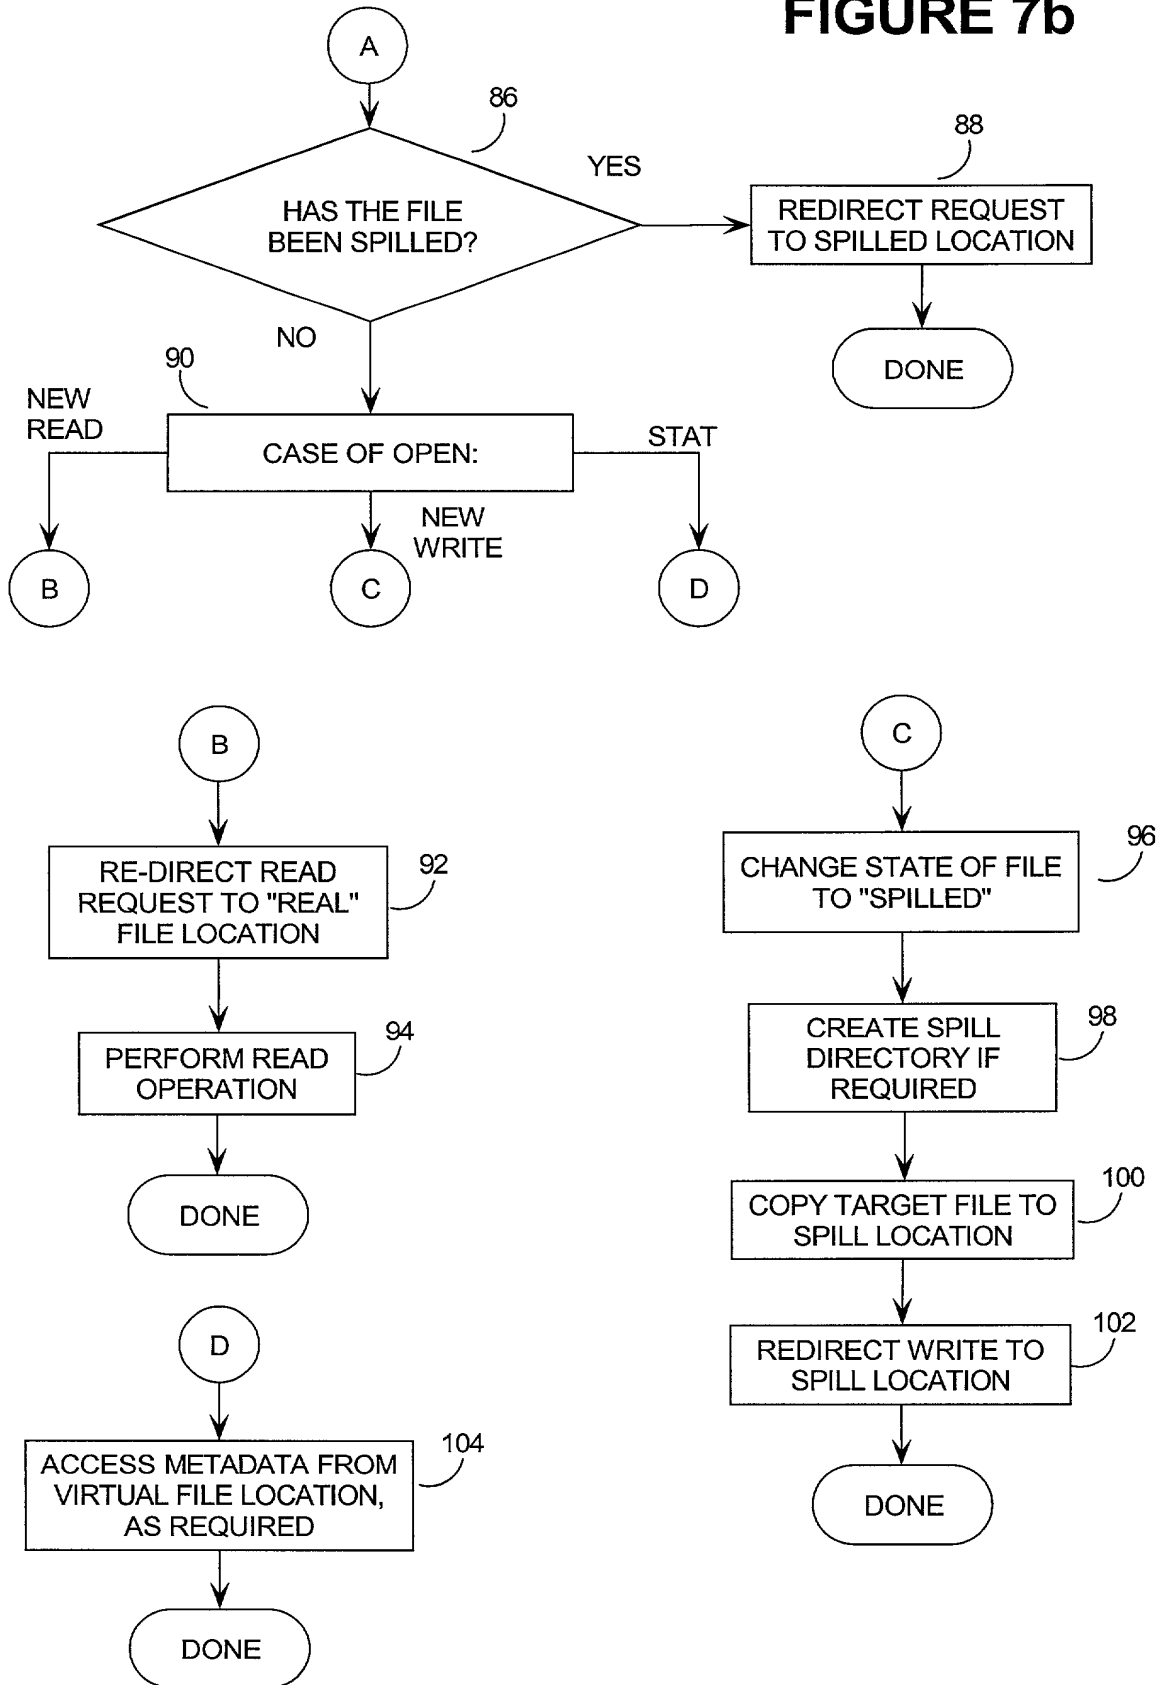 FIGURE 7b
A
86
HAS THE FILE
BEEN SPILLED?
YES
88
REDIRECT REQUEST
TO SPILLED LOCATION
DONE
NO
90
NEW
READ
CASE OF OPEN:
STAT
NEW
WRITE
B
C
D
B
RE-DIRECT READ
REQUEST TO "REAL"
FILE LOCATION
92
PERFORM READ
OPERATION
94
DONE
C
CHANGE STATE OF FILE
TO "SPILLED"
96
CREATE SPILL
DIRECTORY IF
REQUIRED
98
COPY TARGET FILE TO
SPILL LOCATION
100
REDIRECT WRITE TO
SPILL LOCATION
102
DONE
D
ACCESS METADATA FROM
VIRTUAL FILE LOCATION,
AS REQUIRED
104
DONE